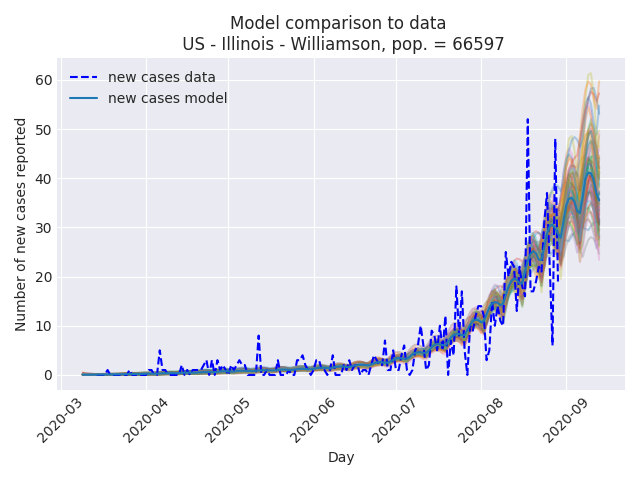 Model comparison to data
US - Illinois - Williamson, pop. = 66597
new cases data
new cases model
Number of new cases reported
60
50
40
30
20
10
0
2020-03
2020-04
2020-05
2020-06
2020-07
2020-08
2020-09
Day